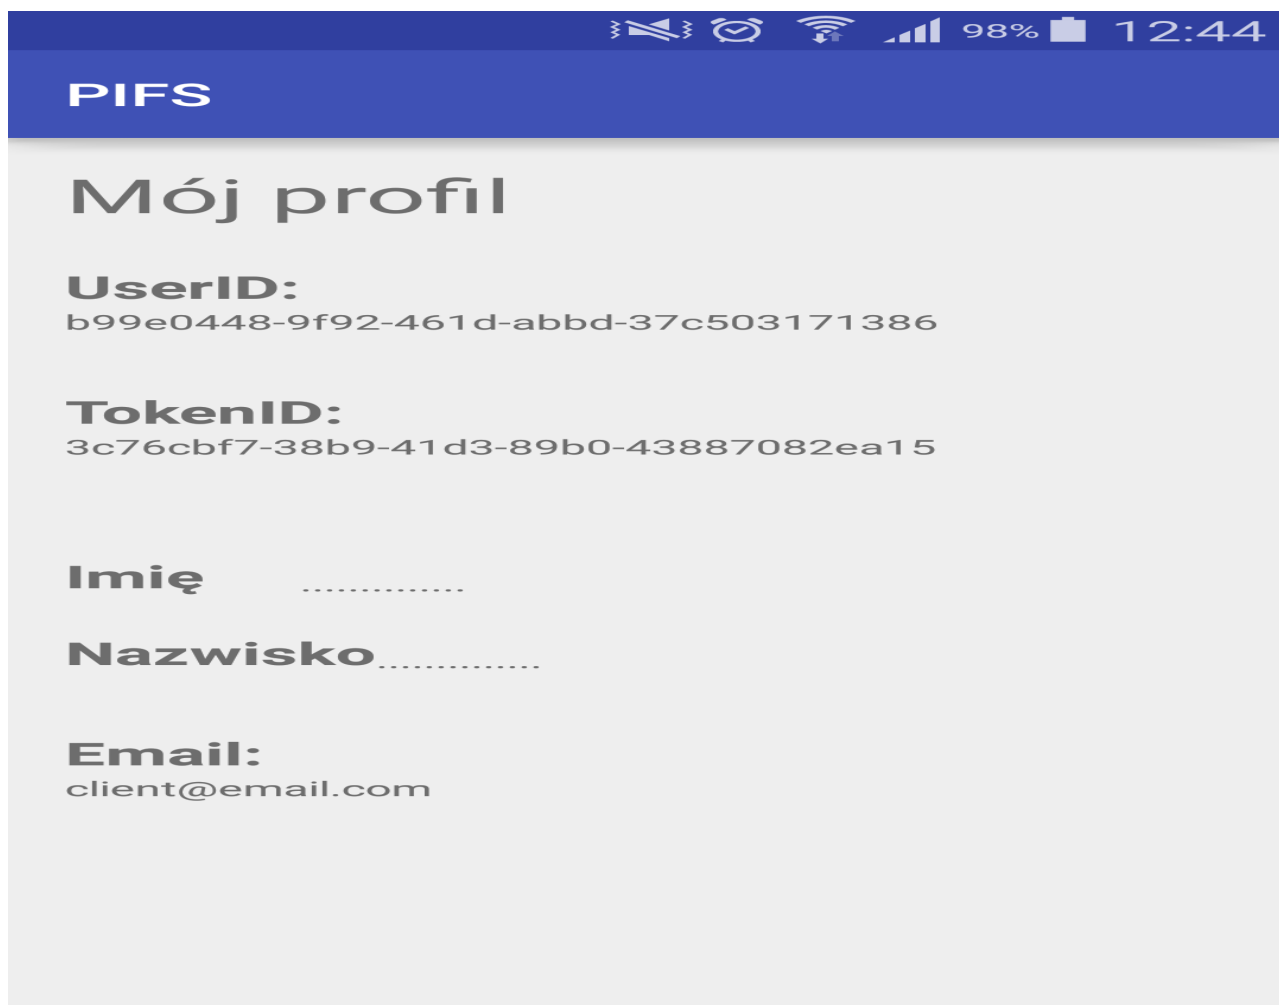 98% 12:44
PIFS
Mój profil
UserID:
b99e0448-9f92-461d-abbd-37c503171386
TokenID:
3c76cbf7-38b9-41d3-89b0-43887082ea15
Imię ..............
Nazwisko..............
Email:
client@email.com